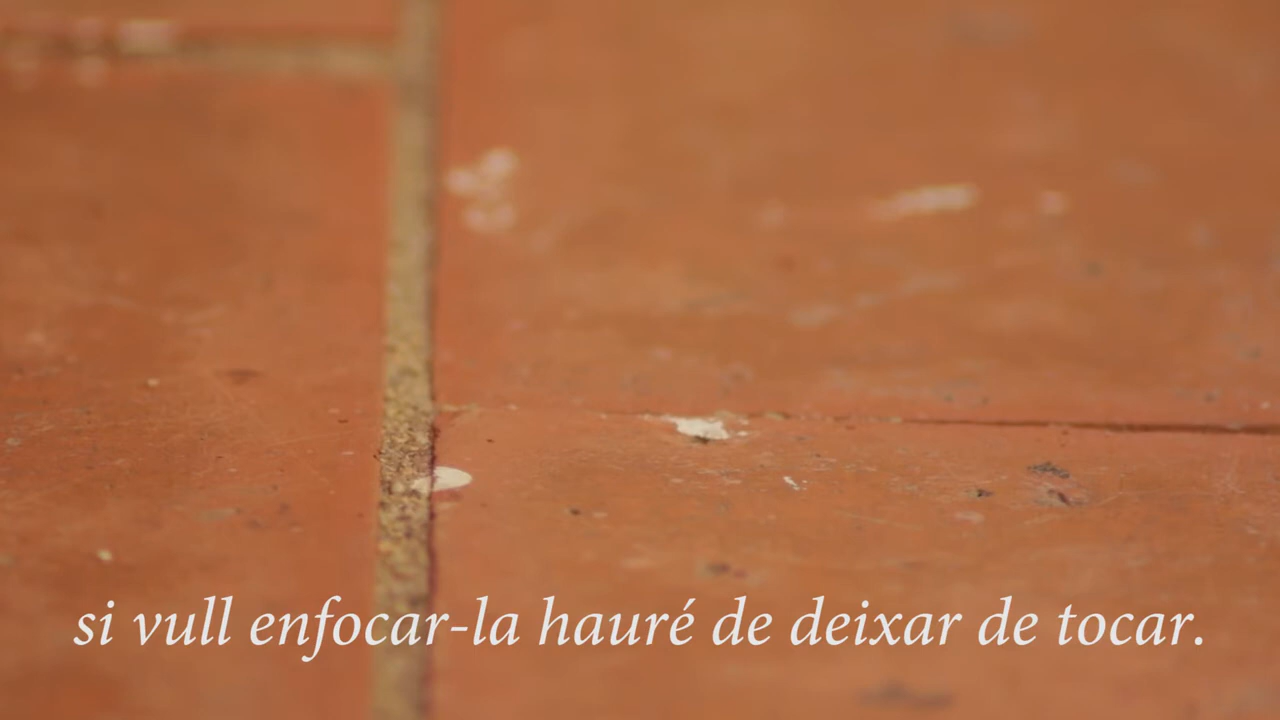 si vull enfocar-la hauré de deixar de tocar.